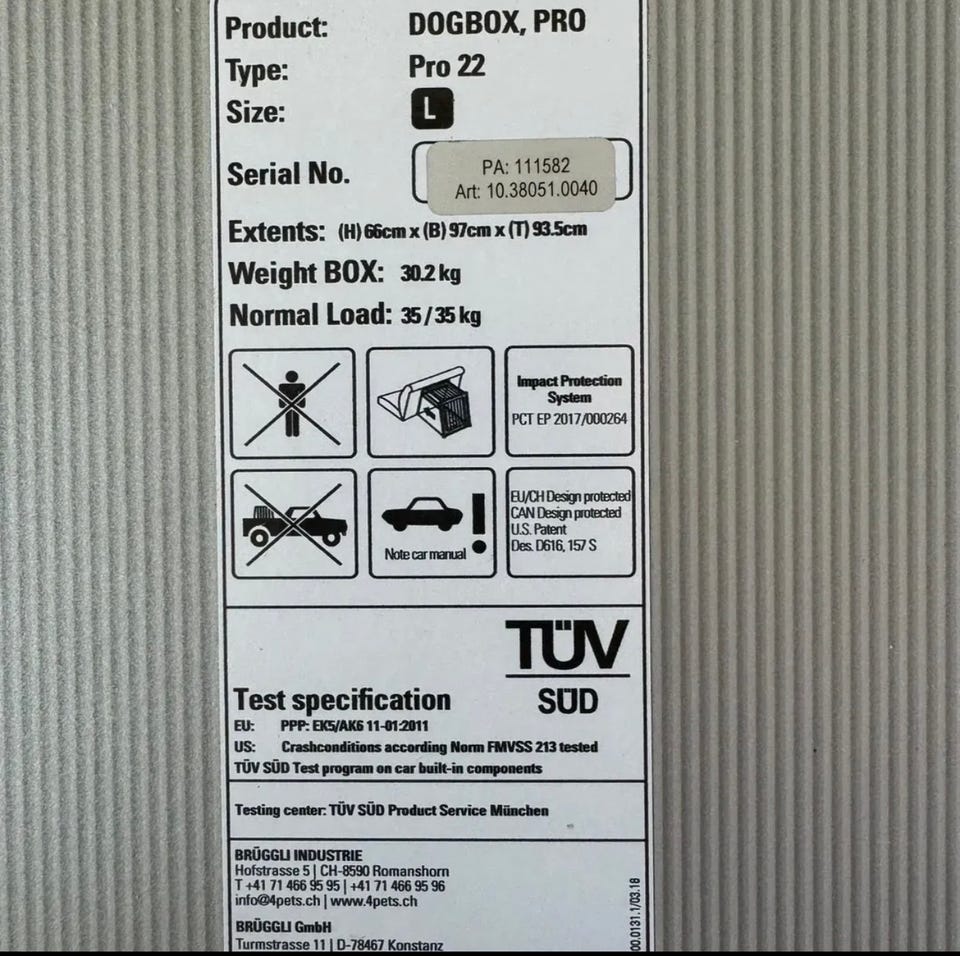 Product: DOGBOX, PRO
Type: Pro 22
Size: L
Serial No. PA: 111582
Art: 10.38051.0040
Extents: (H) 66cm x (B) 97cm x (T) 93.5cm
Weight BOX: 30.2 kg
Normal Load: 35 / 35 kg
Impact Protection
System
PCT EP 2017/000264
Note car manual
EU/CH Design protected
CAN Design protected
U.S. Patent
Des. D616, 157 S
TÜV
SÜD
Test specification
EU: PPP: EK5/AK6 11-01:2011
US: Crashconditions according Norm FMVSS 213 tested
TÜV SÜD Test program on car built-in components
Testing center: TÜV SÜD Product Service München
BRÜGGLI INDUSTRIE
Hofstrasse 5 | CH-8590 Romanshorn
T +41 71 466 95 95 | +41 71 466 95 96
info@4pets.ch | www.4pets.ch
BRÜGGLI GmbH
Turmstrasse 11 | D-78467 Konstanz
00.0131.1/03.18